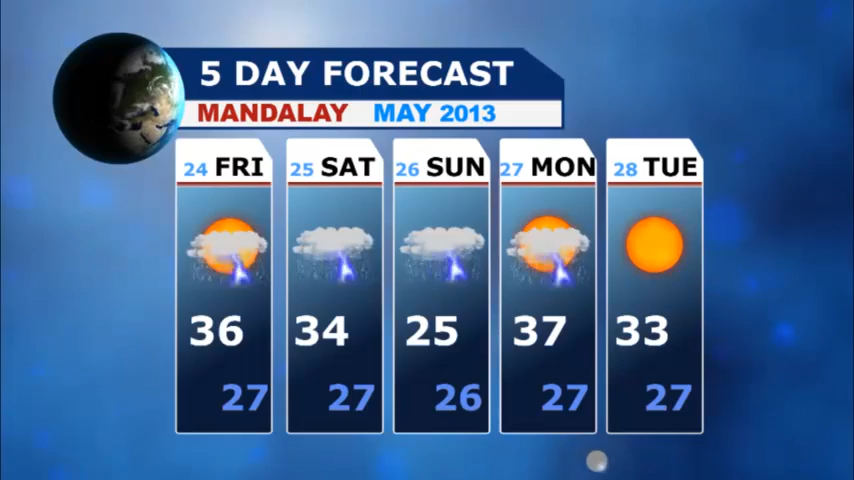 5 DAY FORECAST
MANDALAY MAY 2013
24 FRI 25 SAT 26 SUN 27 MON 28 TUE
36 34 25 37 33
27 27 26 27 27